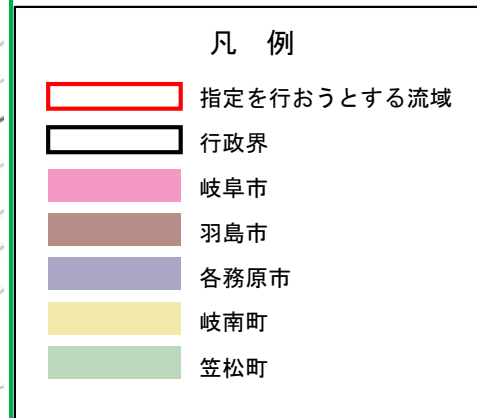 凡 例
指定を行おうとする流域
行政界
岐阜市
羽島市
各務原市
岐南町
笠松町